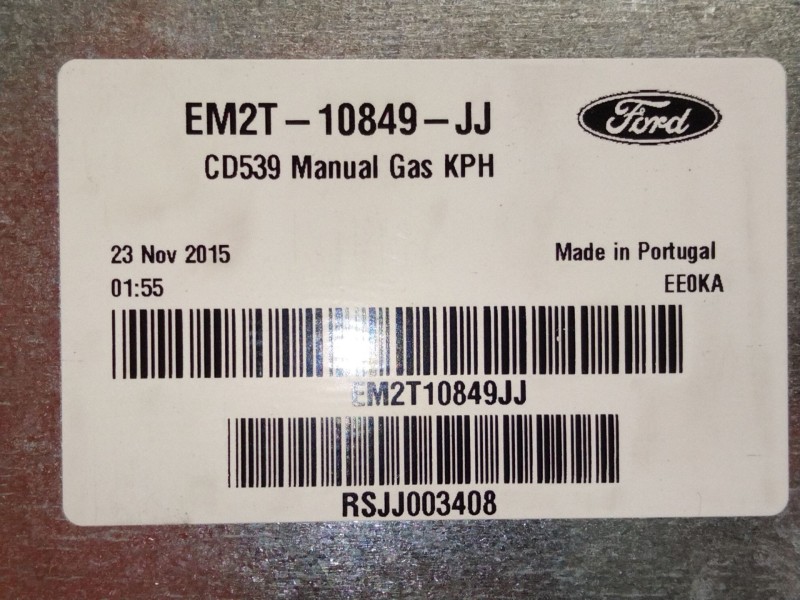 EM2T-10849-JJ
Ford
CD539 Manual Gas KPH
23 Nov 2015
Made in Portugal
01:55
EE0KA
EM2T10849JJ
RSJJ003408